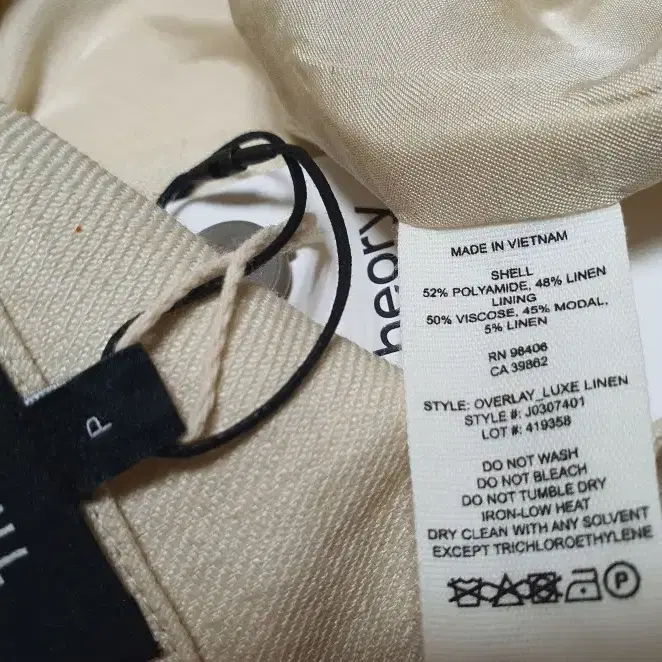 heory
P
MADE IN VIETNAM
SHELL
52% POLYAMIDE, 48% LINEN
LINING
50% VISCOSE, 45% MODAL,
5% LINEN
RN 98406
CA 39862
STYLE: OVERLAY_LUXE LINEN
STYLE #: J0307401
LOT #: 419358
DO NOT WASH
DO NOT BLEACH
DO NOT TUMBLE DRY
IRON-LOW HEAT
DRY CLEAN WITH ANY SOLVENT
EXCEPT TRICHLOROETHYLENE
P